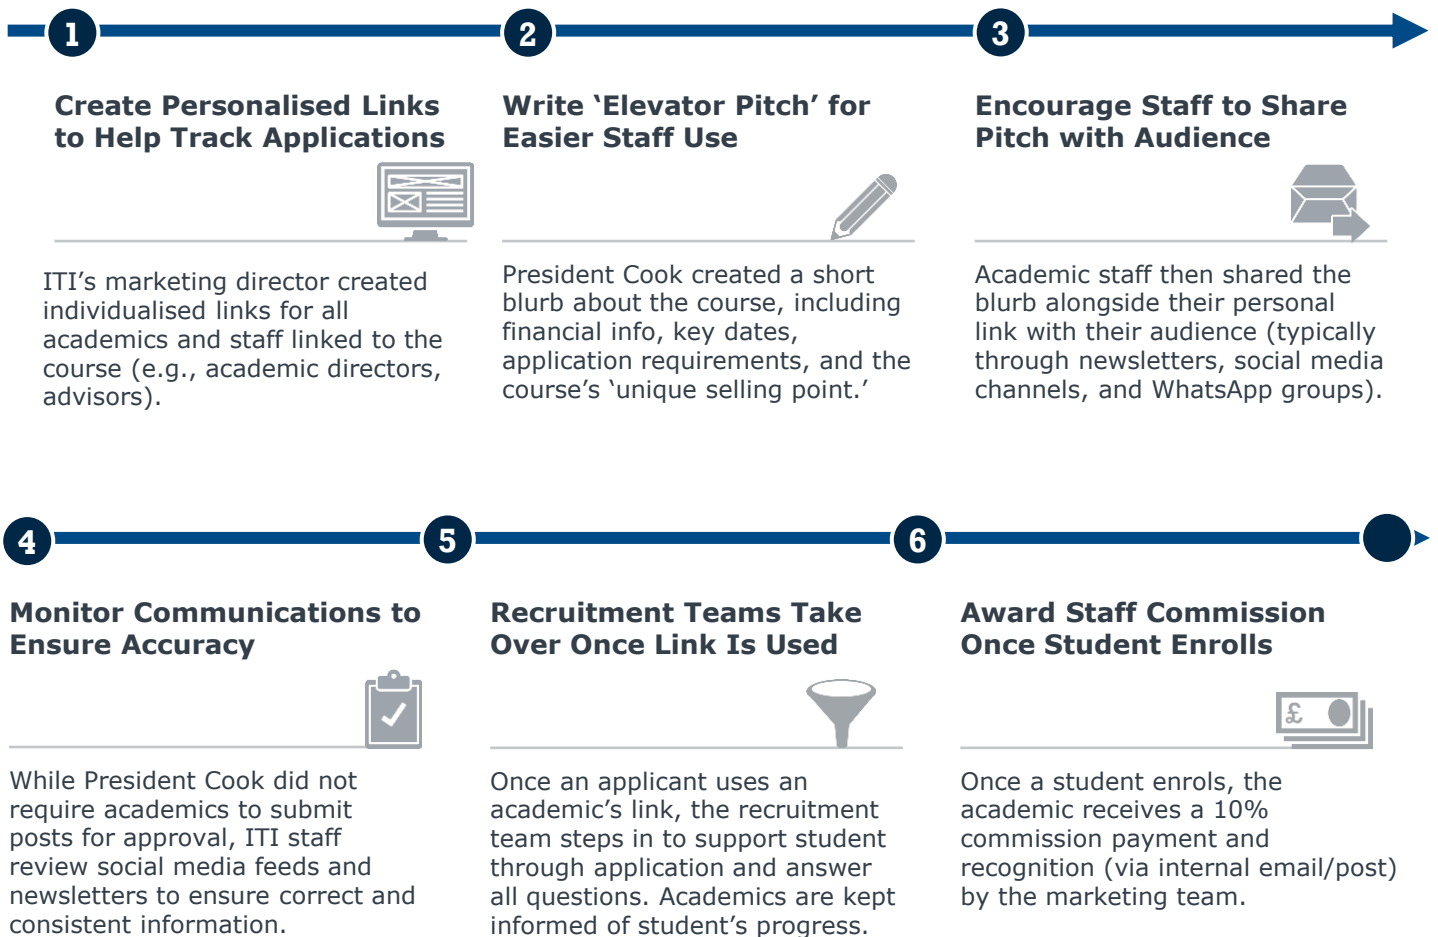 1
2
3
Create Personalised Links
to Help Track Applications
Write ‘Elevator Pitch’ for
Easier Staff Use
Encourage Staff to Share
Pitch with Audience
ITI’s marketing director created
individualised links for all
academics and staff linked to the
course (e.g., academic directors,
advisors).
President Cook created a short
blurb about the course, including
financial info, key dates,
application requirements, and the
course’s ‘unique selling point.’
Academic staff then shared the
blurb alongside their personal
link with their audience (typically
through newsletters, social media
channels, and WhatsApp groups).
4
5
6
Monitor Communications to
Ensure Accuracy
Recruitment Teams Take
Over Once Link Is Used
Award Staff Commission
Once Student Enrolls
£
While President Cook did not
require academics to submit
posts for approval, ITI staff
review social media feeds and
newsletters to ensure correct and
consistent information.
Once an applicant uses an
academic’s link, the recruitment
team steps in to support student
through application and answer
all questions. Academics are kept
informed of student’s progress.
Once a student enrols, the
academic receives a 10%
commission payment and
recognition (via internal email/post)
by the marketing team.